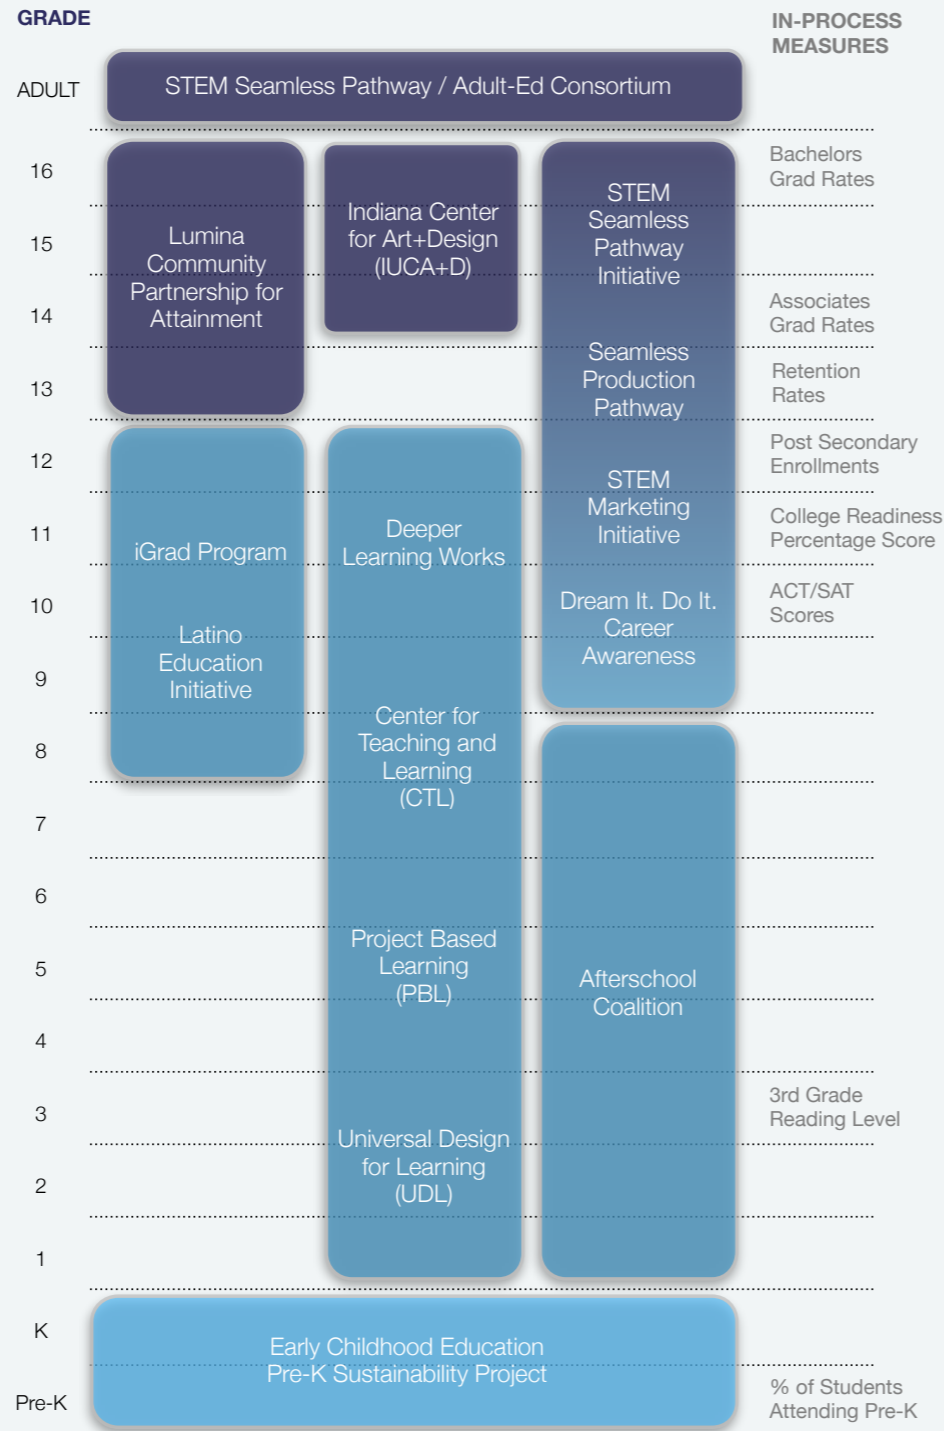 GRADE
IN-PROCESS
MEASURES
ADULT
STEM Seamless Pathway / Adult-Ed Consortium
16
15
14
13
12
11
10
9
8
7
6
5
4
3
2
1
K
Pre-K
Lumina
Community
Partnership for
Attainment
iGrad Program
Latino
Education
Initiative
Indiana Center
for Art+Design
(IUCA+D)
Deeper
Learning Works
Center for
Teaching and
Learning
(CTL)
Project Based
Learning
(PBL)
Universal Design
for Learning
(UDL)
STEM
Seamless
Pathway
Initiative
Seamless
Production
Pathway
STEM
Marketing
Initiative
Dream It. Do It.
Career
Awareness
Afterschool
Coalition
Early Childhood Education
Pre-K Sustainability Project
Bachelors
Grad Rates
Associates
Grad Rates
Retention
Rates
Post Secondary
Enrollments
College Readiness
Percentage Score
ACT/SAT
Scores
3rd Grade
Reading Level
% of Students
Attending Pre-K